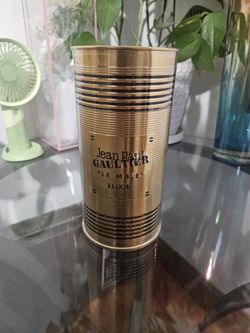 Jean Paul
GAULTIER
"LE MALE"
ELIXIR